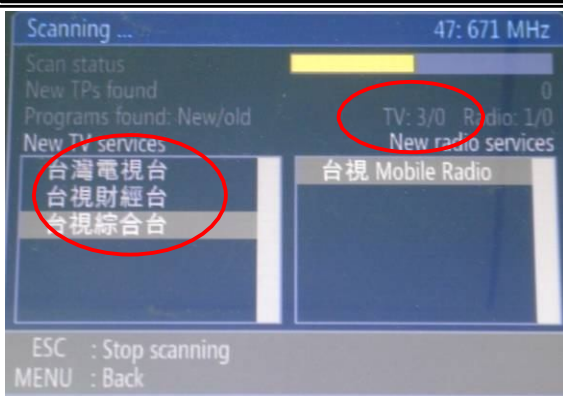 Scanning ... 47: 671 MHz
Scan status
New TPs found 0
Programs found: New/old TV: 3/0 Radio: 1/0
New TV services New radio services
台灣電視台 台視 Mobile Radio
台視財經台
台視綜合台
ESC : Stop scanning
MENU : Back